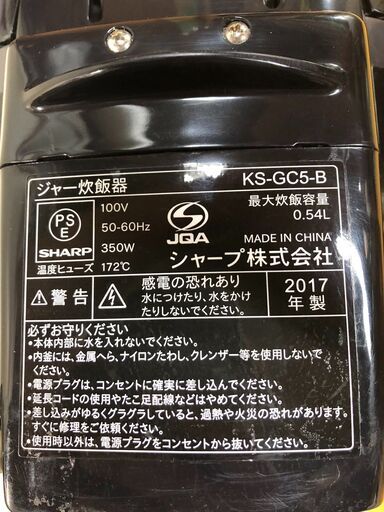 ジャー炊飯器 KS-GC5-B
PS
E
SHARP
100V
50-60Hz
350W
温度ヒューズ 172℃
JQA
最大炊飯容量
0.54L
MADE IN CHINA
シャープ株式会社
警告
感電の恐れあり
水につけたり、水をかけ
たりしないでください。
2017
年製
必ずお守りください
•本体内部に水を入れないでください。
•内釜には、金属へら、ナイロンたわし、クレンザー等を使用しない
でください。
•電源プラグは、コンセントに確実に差し込んでください。
•延長コードの使用やたこ足配線などはやめてください。
•差し込みがゆるくグラグラしていると、過熱や火災の恐れがあります。
すぐに修理をご依頼ください。
•使用時以外は、電源プラグをコンセントから抜いてください。